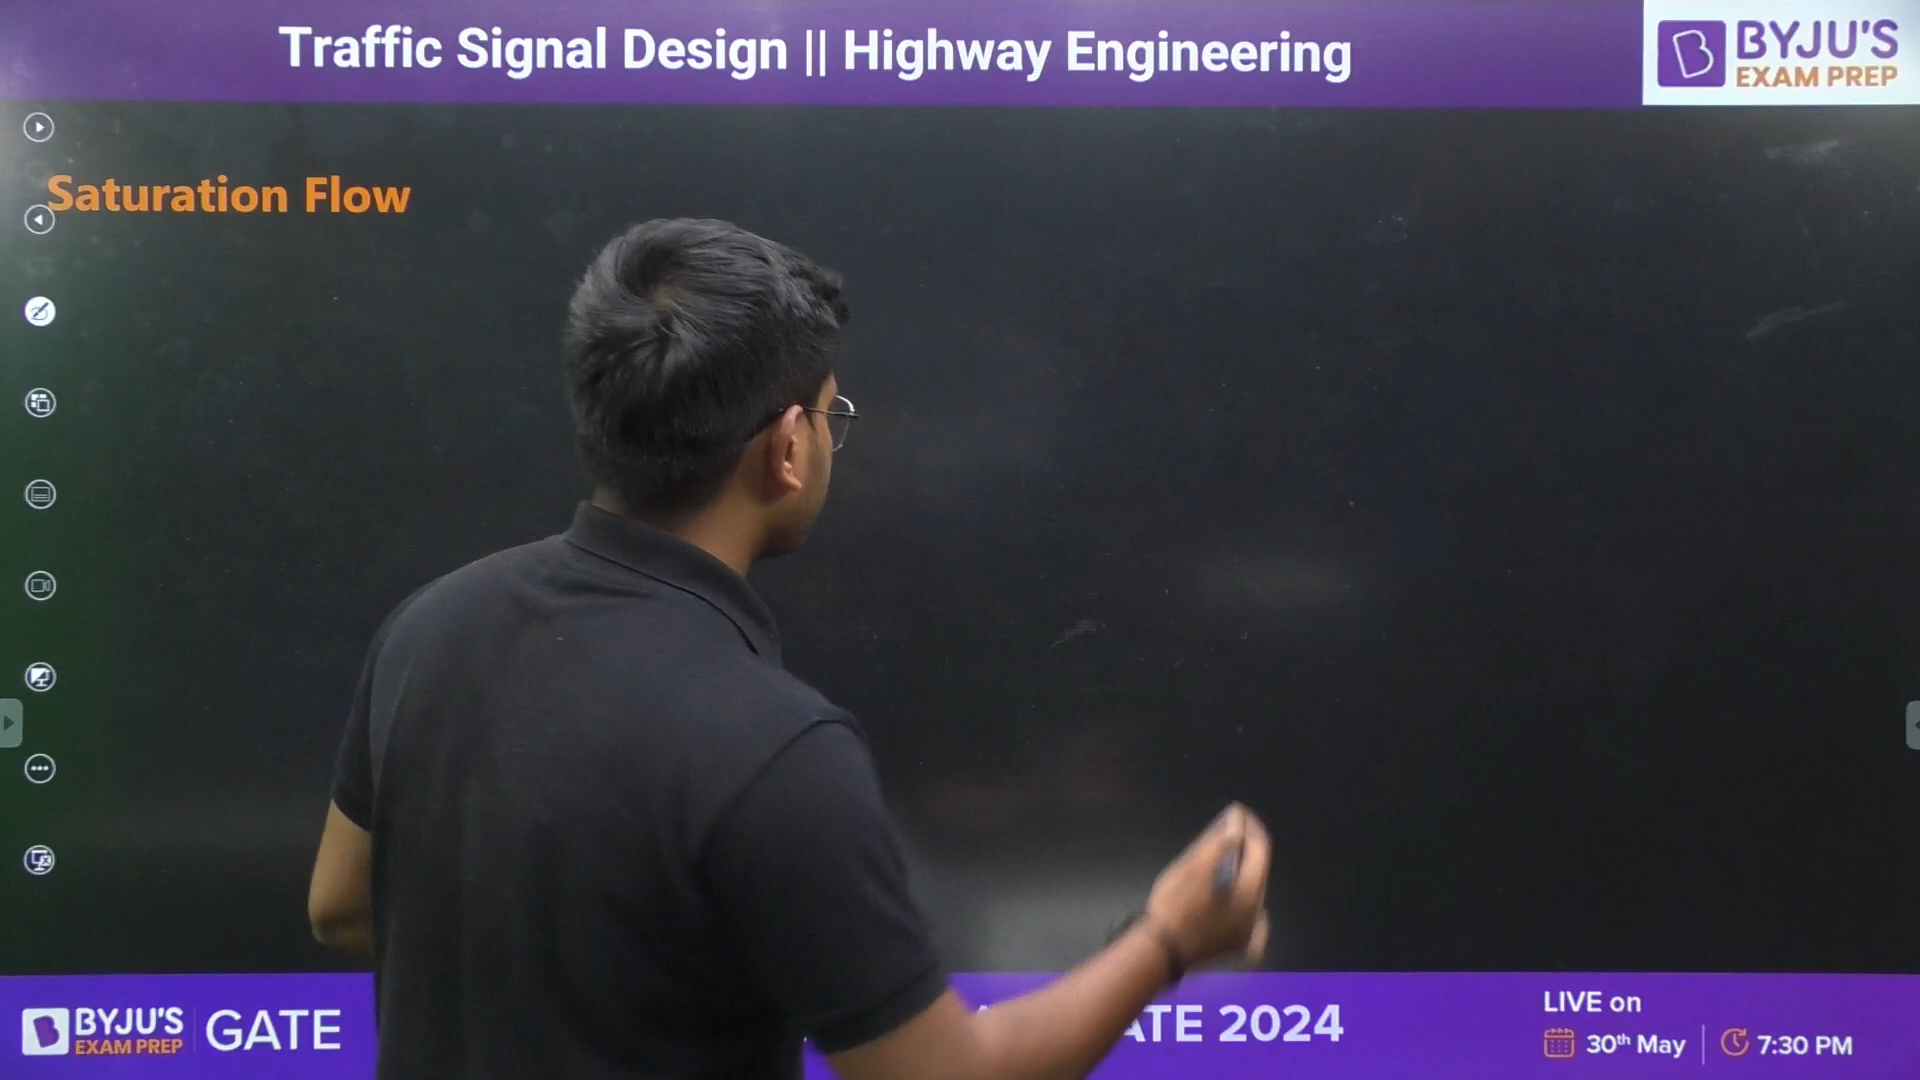 Traffic Signal Design || Highway Engineering
BYJU'S
EXAM PREP
Saturation Flow
BYJU'S
EXAM PREP
GATE
GATE 2024
LIVE on
30th May
7:30 PM